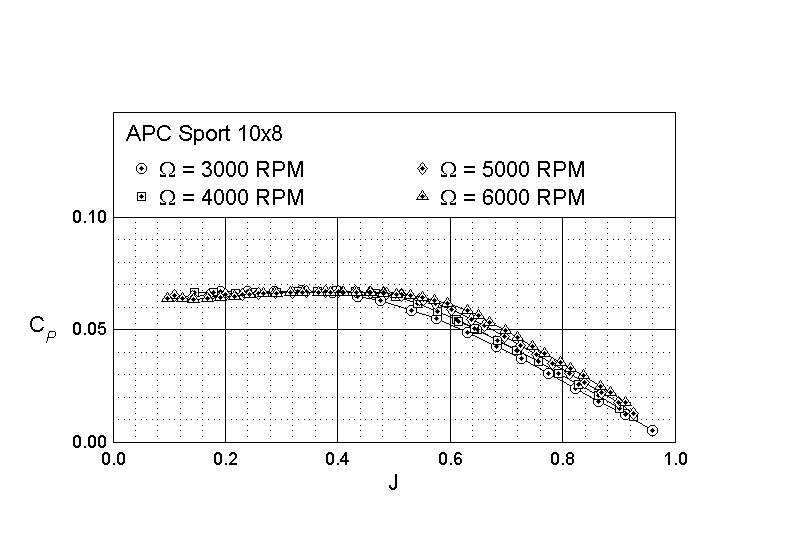 APC Sport 10x8
Ω = 3000 RPM
Ω = 5000 RPM
Ω = 4000 RPM
Ω = 6000 RPM
0.10
0.05
0.00
C_P
0.0 0.2 0.4 0.6 0.8 1.0
J